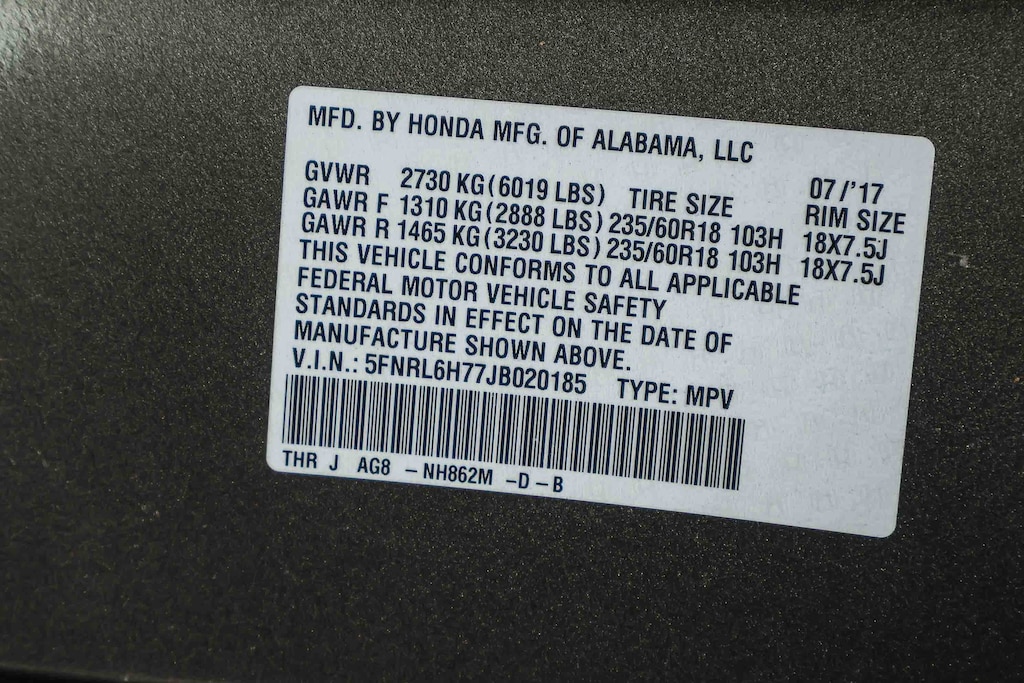 MFD. BY HONDA MFG. OF ALABAMA, LLC
07/'17
GVWR 2730 KG(6019 LBS) TIRE SIZE RIM SIZE
GAWR F 1310 KG(2888 LBS) 235/60R18 103H 18X7.5J
GAWR R 1465 KG(3230 LBS) 235/60R18 103H 18X7.5J
THIS VEHICLE CONFORMS TO ALL APPLICABLE
FEDERAL MOTOR VEHICLE SAFETY
STANDARDS IN EFFECT ON THE DATE OF
MANUFACTURE SHOWN ABOVE.
V.I.N.: 5FNRL6H77JB020185 TYPE: MPV
THR J AG8 -NH862M -D-B